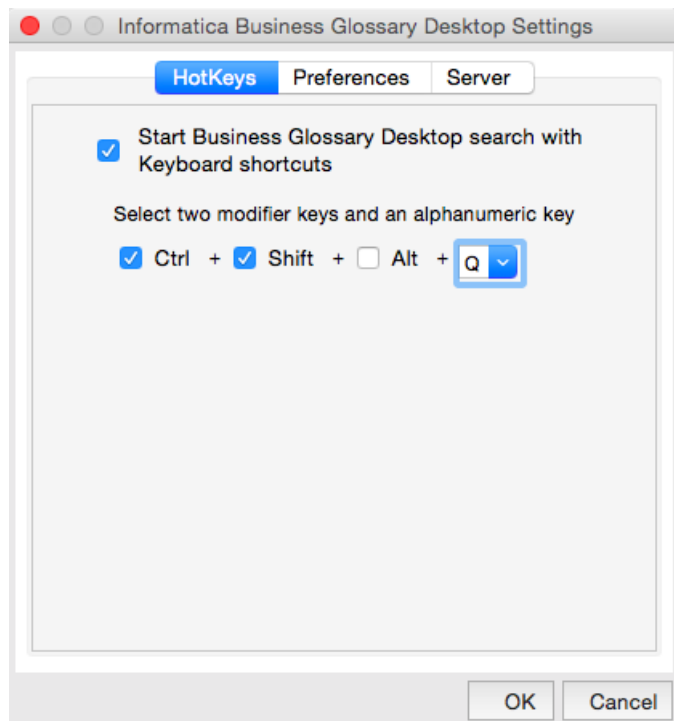 Informatica Business Glossary Desktop Settings
HotKeys Preferences Server
Start Business Glossary Desktop search with
Keyboard shortcuts
Select two modifier keys and an alphanumeric key
Ctrl + Shift + Alt + Q
OK Cancel